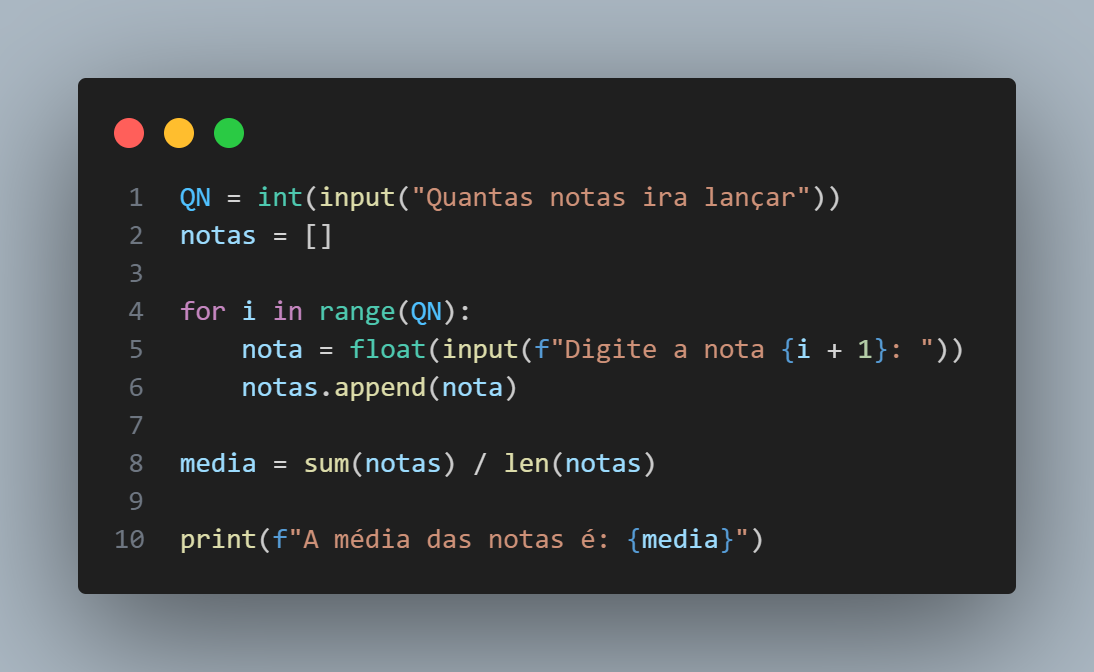 1 QN = int(input("Quantas notas ira lançar"))
2 notas = []
3
4 for i in range(QN):
5     nota = float(input(f"Digite a nota {i + 1}: "))
6     notas.append(nota)
7
8 media = sum(notas) / len(notas)
9
10 print(f"A média das notas é: {media}")